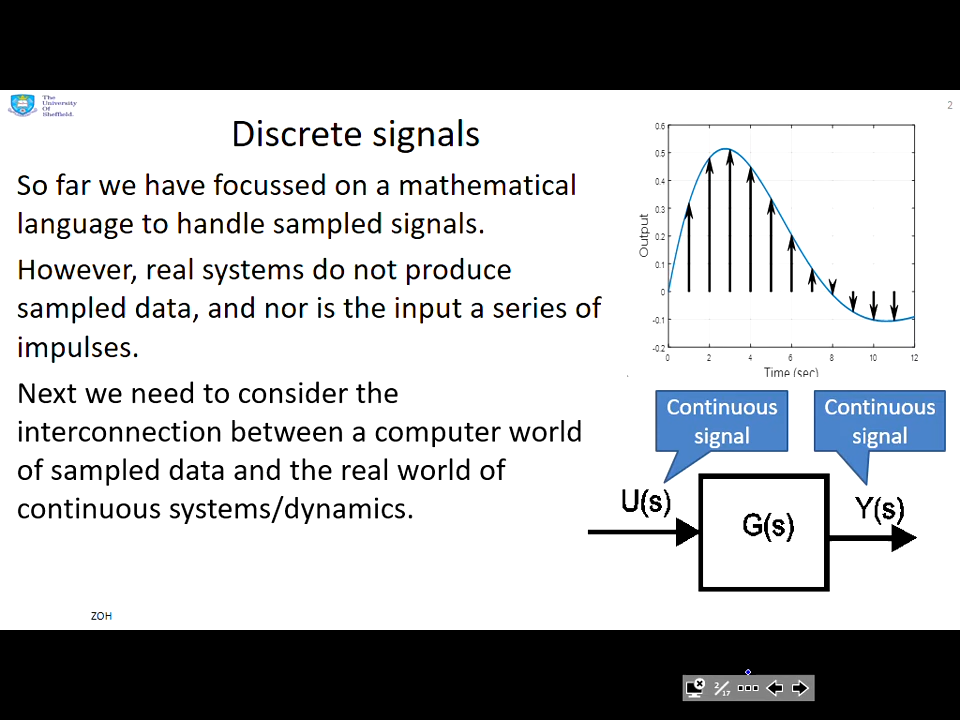 The
University
Of
Sheffield.
2
Discrete signals
So far we have focussed on a mathematical
language to handle sampled signals.
However, real systems do not produce
sampled data, and nor is the input a series of
impulses.
Next we need to consider the
interconnection between a computer world
of sampled data and the real world of
continuous systems/dynamics.
0.6
0.5
0.4
0.3
0.2
0.1
0
-0.1
-0.2
Output
0 2 4 6 8 10 12
Time (sec)
Continuous
signal
Continuous
signal
U(s)
G(s)
Y(s)
ZOH
2/17